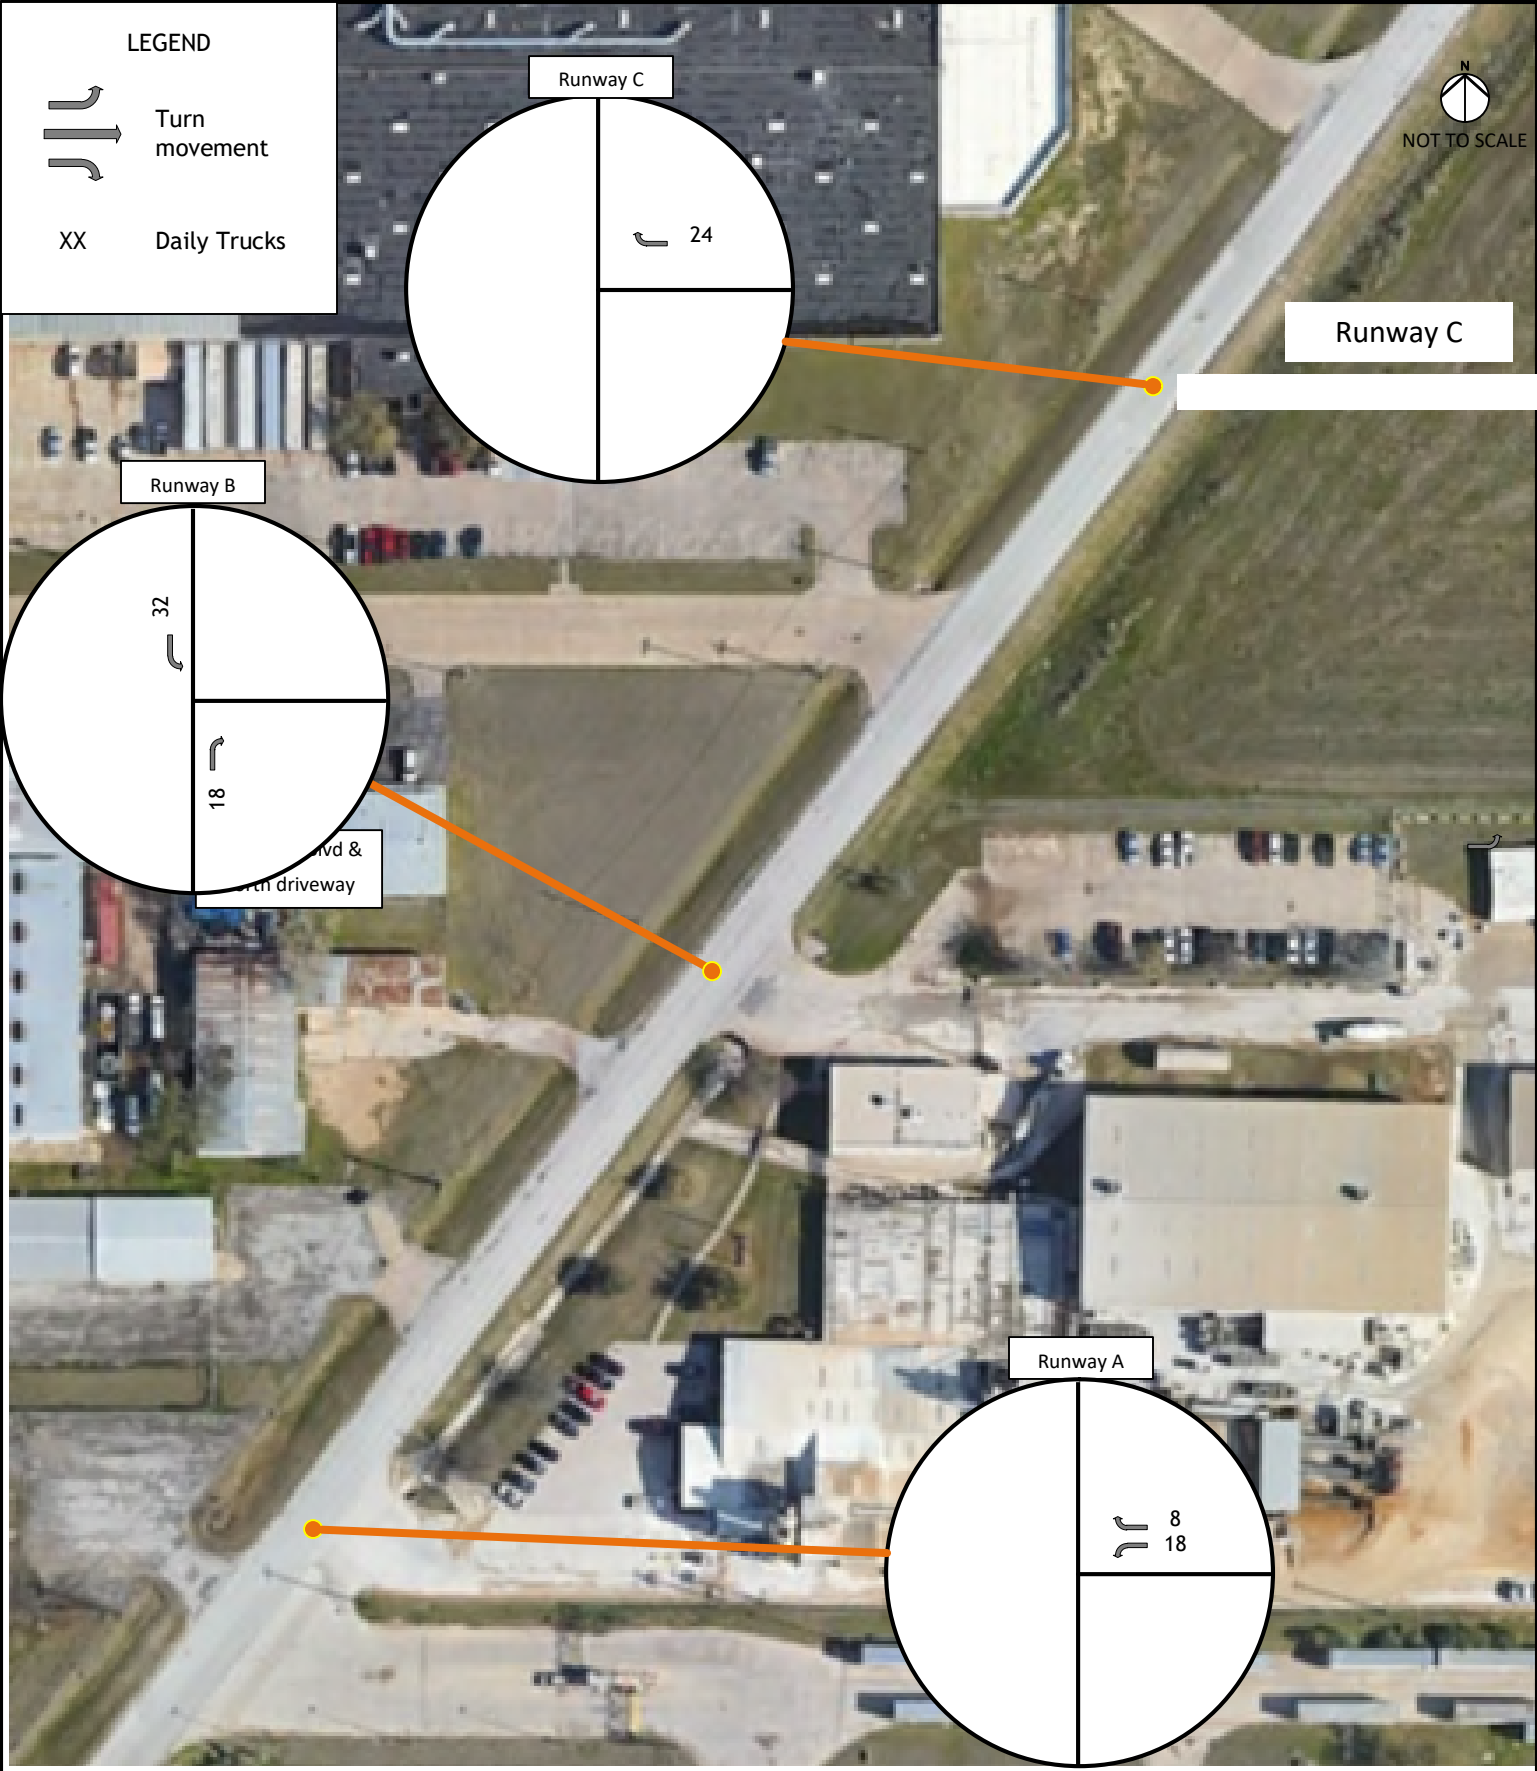 LEGEND
Turn
movement
XX Daily Trucks
Runway C
24
N
NOT TO SCALE
Runway C
Runway B
32
18
lvd &
driveway
Runway A
8
18